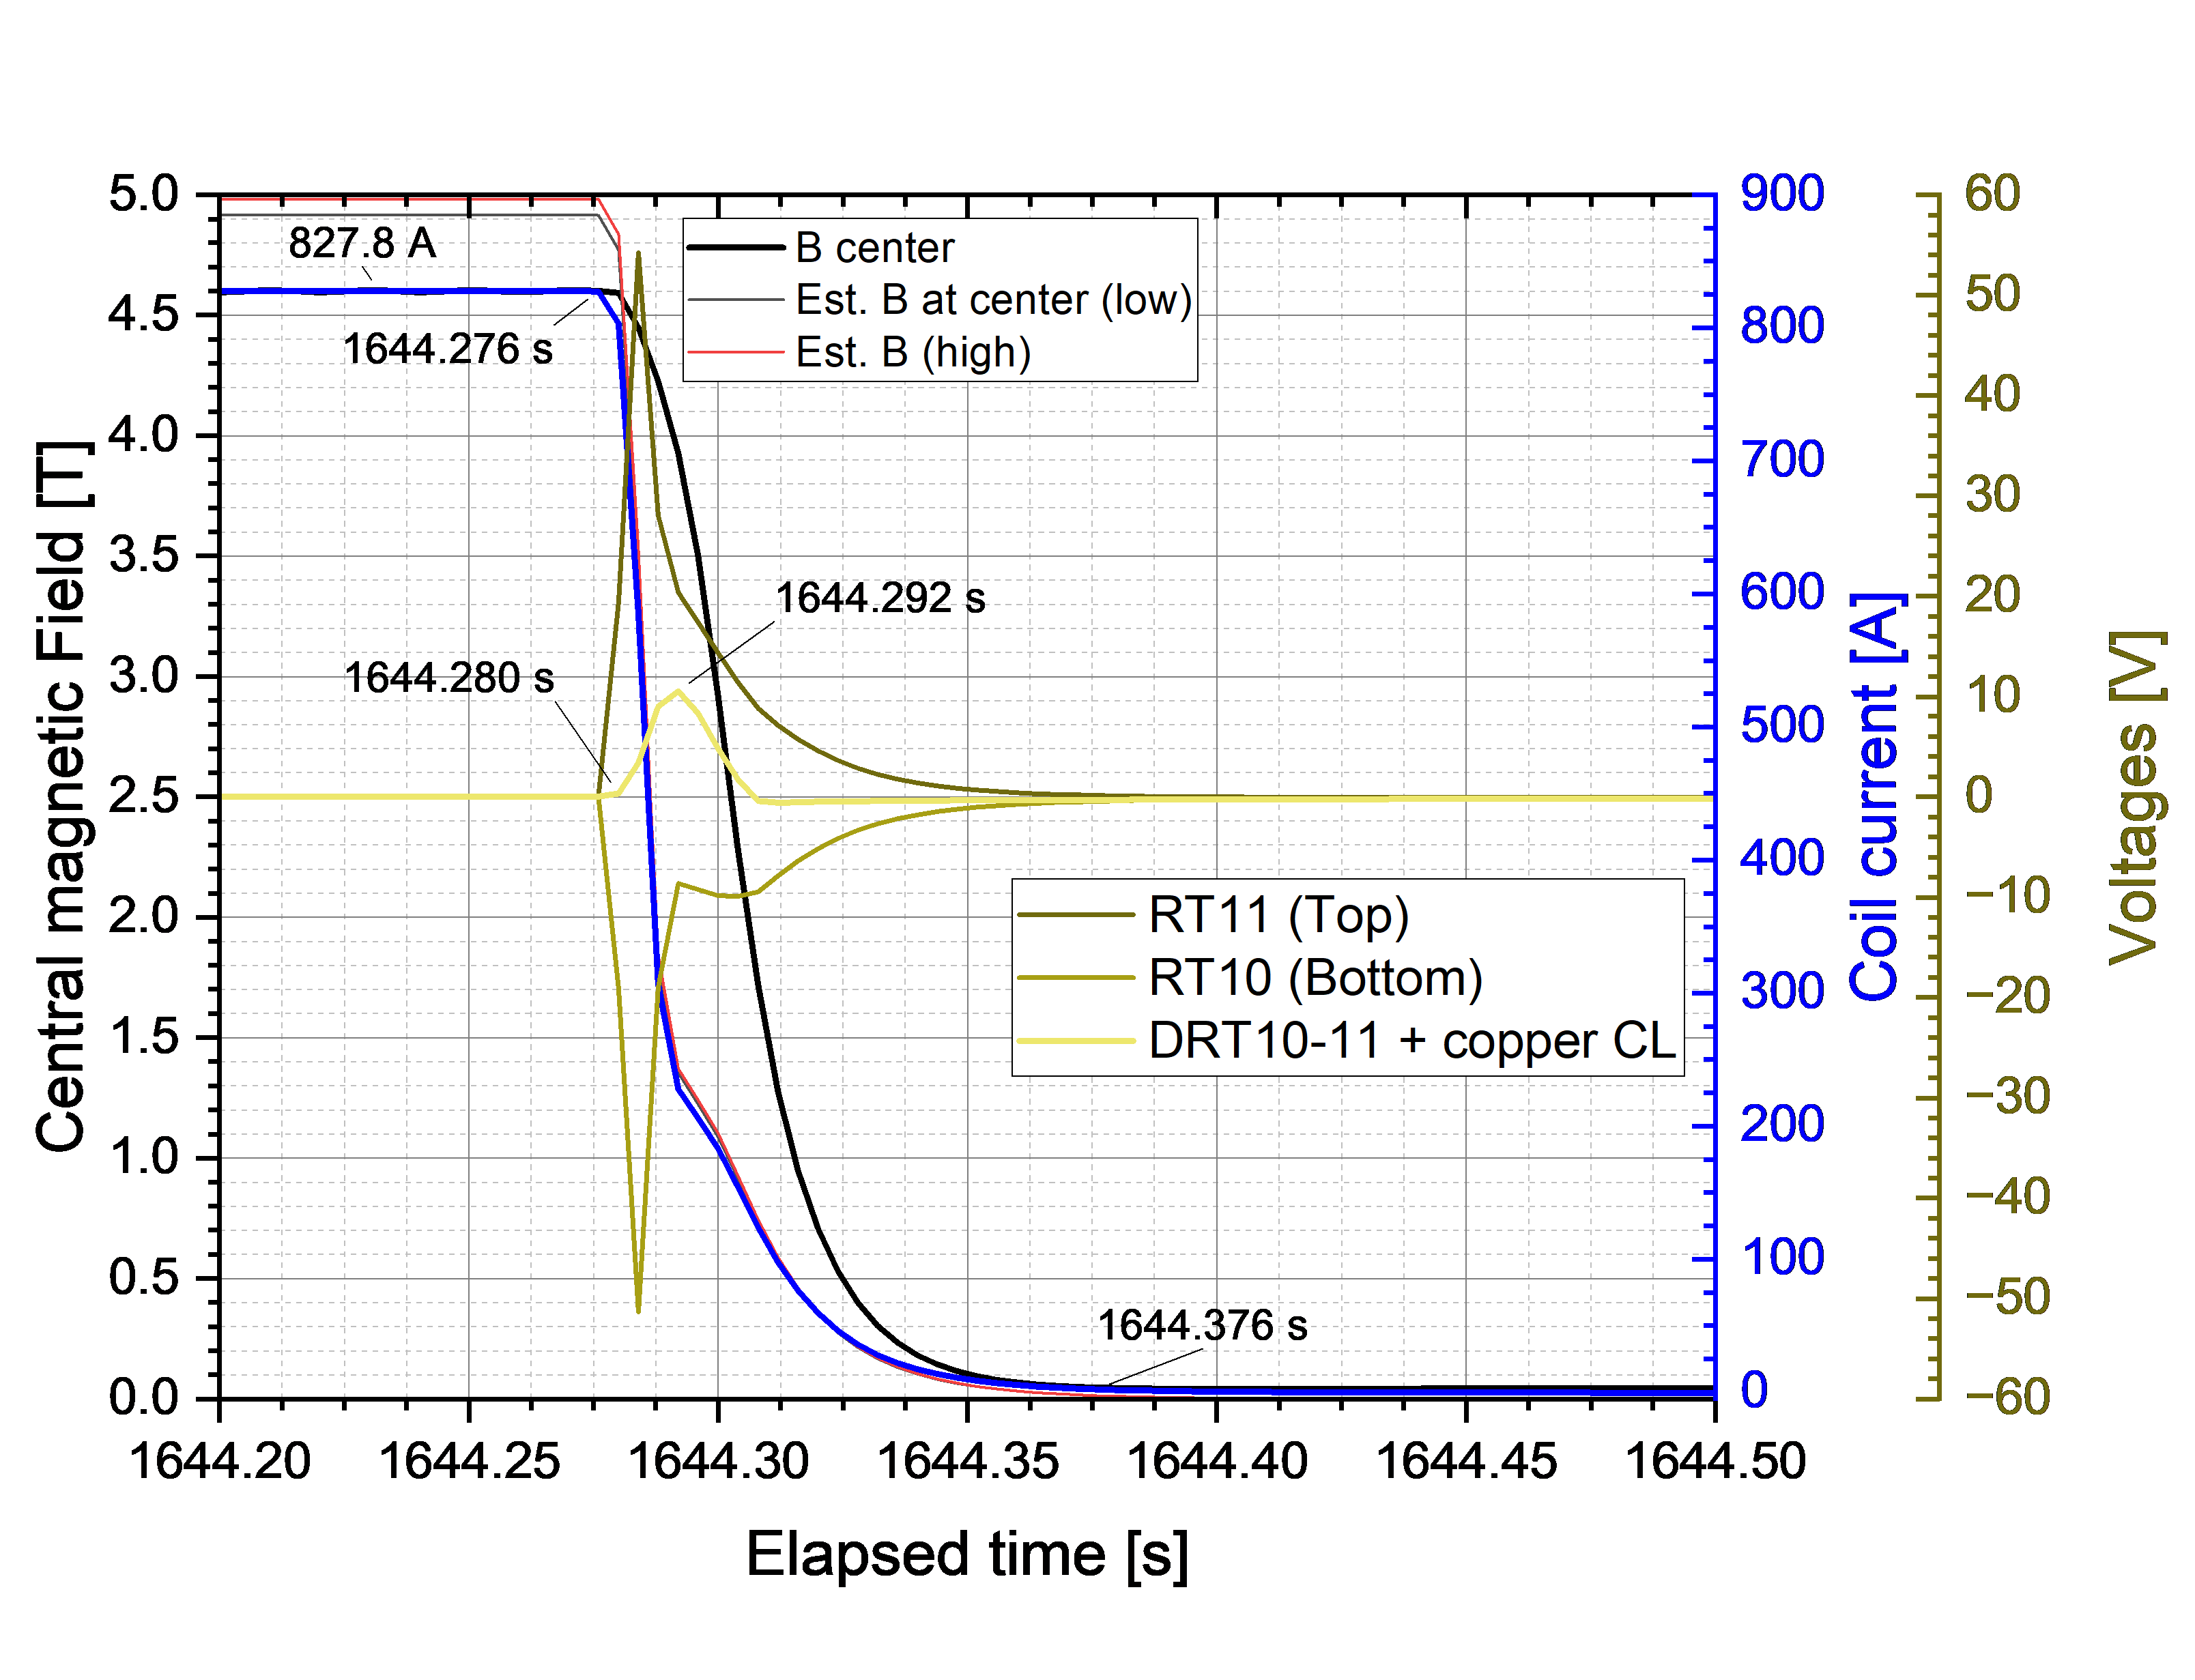 5.0
4.5
4.0
3.5
3.0
2.5
2.0
1.5
1.0
0.5
0.0
Central magnetic Field [T]
827.8 A
1644.276 s
B center
Est. B at center (low)
Est. B (high)
1644.292 s
1644.280 s
RT11 (Top)
RT10 (Bottom)
DRT10-11 + copper CL
1644.376 s
900
800
700
600
500
400
300
200
100
0
Coil current [A]
60
50
40
30
20
10
0
−10
−20
−30
−40
−50
−60
Voltages [V]
1644.20 1644.25 1644.30 1644.35 1644.40 1644.45 1644.50
Elapsed time [s]